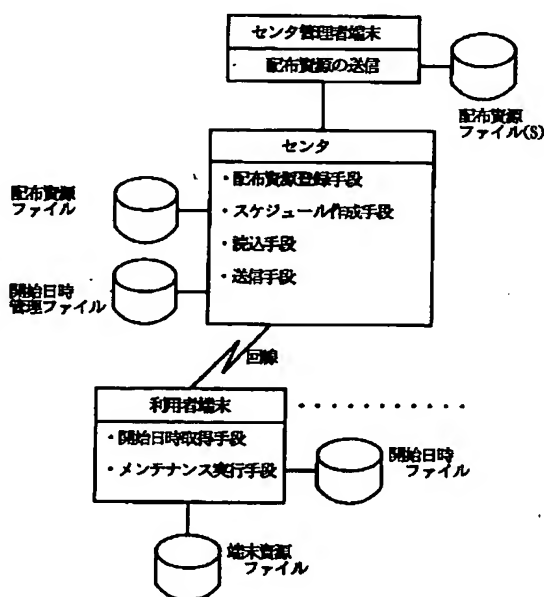 センタ管理者端末
配布資源の送信
配布資源
ファイル(S)
センタ
・配布資源登録手段
・スケジュール作成手段
・読込手段
・送信手段
配布資源
ファイル
開始日時
管理ファイル
回線
利用者端末
・開始日時取得手段
・メンテナンス実行手段
開始日時
ファイル
端末資源
ファイル